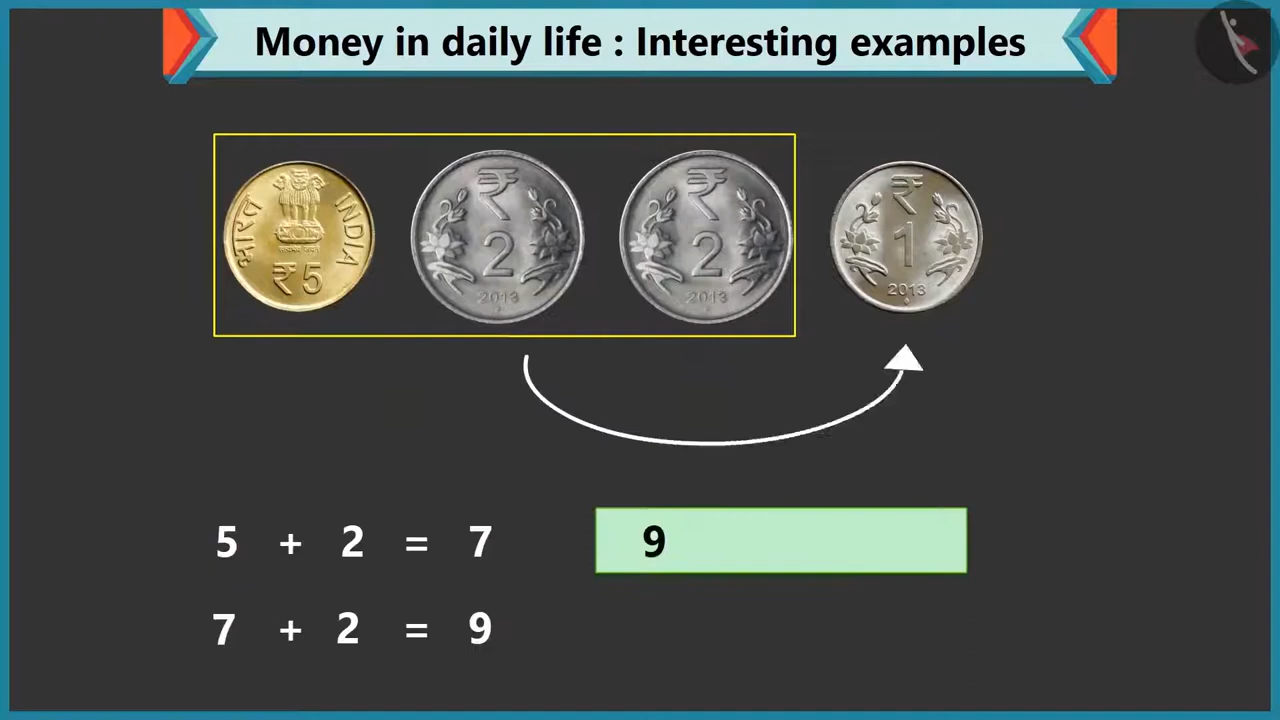 Money in daily life : Interesting examples
भारत
INDIA
₹ 5
₹
2
2013
₹
2
2013
₹
1
2013
5 + 2 = 7
9
7 + 2 = 9